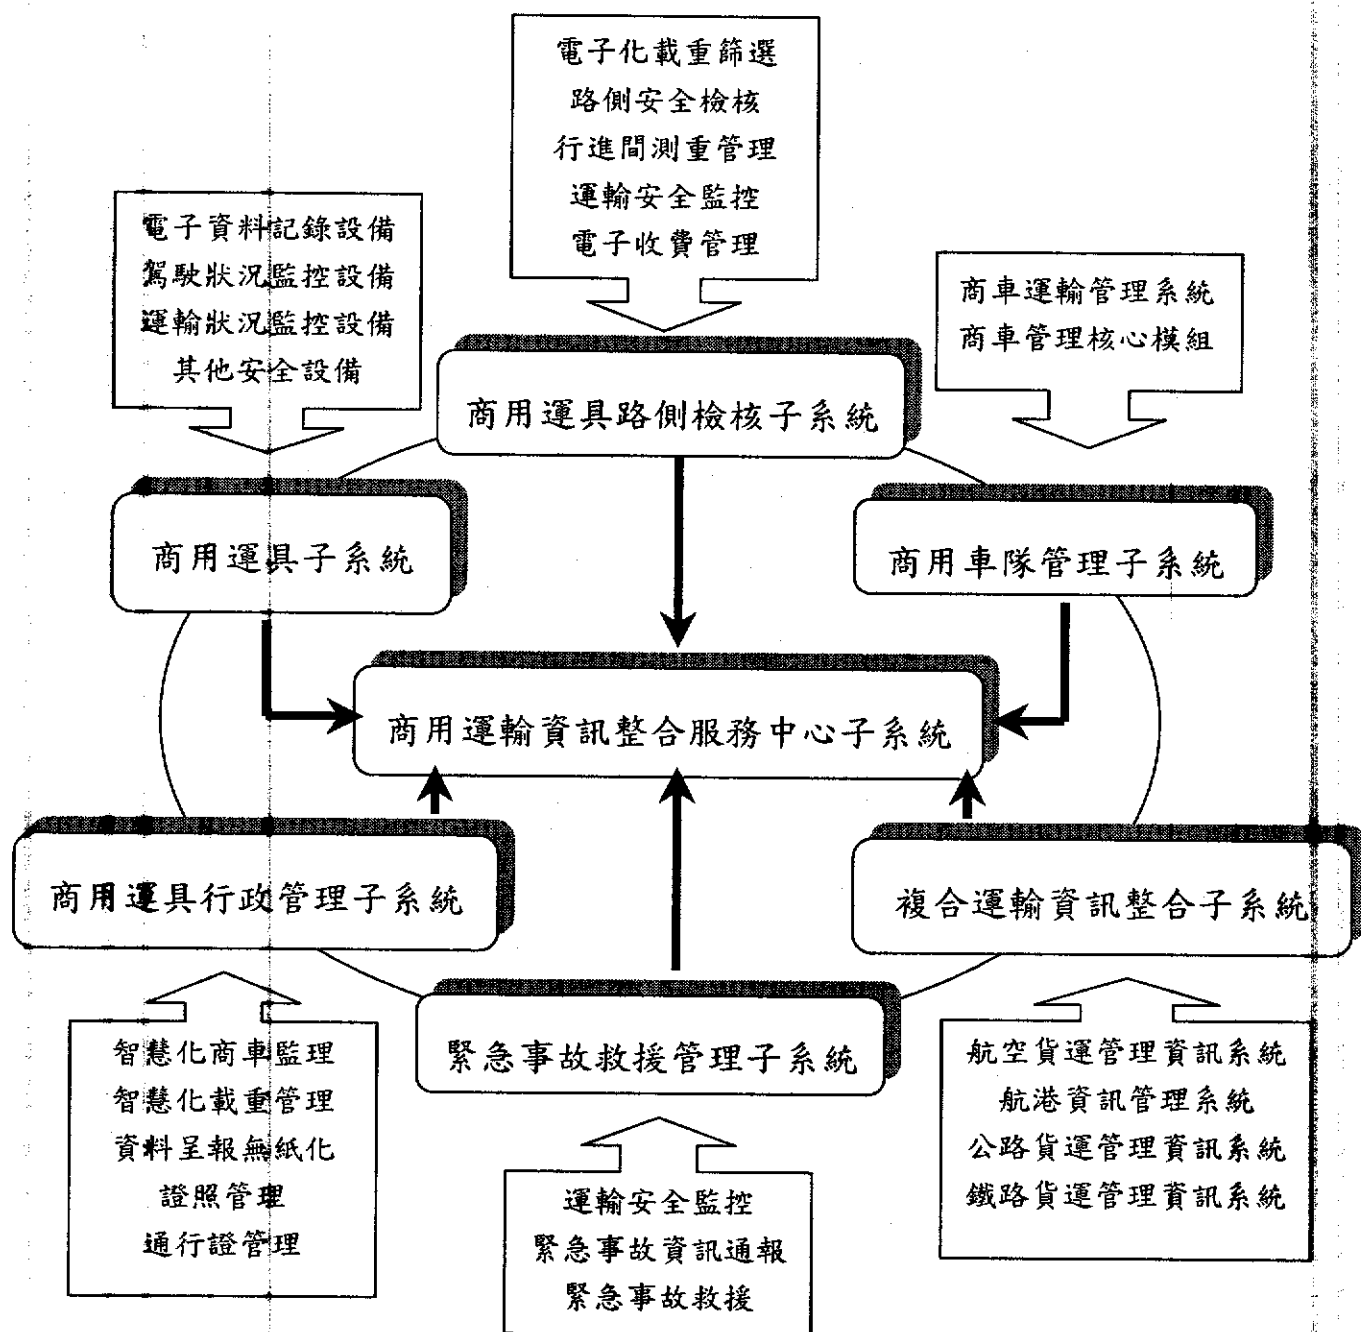 電子化載重篩選
路側安全檢核
行進間測重管理
運輸安全監控
電子收費管理
電子資料記錄設備
駕駛狀況監控設備
運輸狀況監控設備
其他安全設備
商車運輸管理系統
商車管理核心模組
商用運具路側檢核子系統
商用運具子系統
商用車隊管理子系統
商用運輸資訊整合服務中心子系統
商用運具行政管理子系統
複合運輸資訊整合子系統
緊急事故救援管理子系統
智慧化商車監理
智慧化載重管理
資料呈報無紙化
證照管理
通行證管理
運輸安全監控
緊急事故資訊通報
緊急事故救援
航空貨運管理資訊系統
航港資訊管理系統
公路貨運管理資訊系統
鐵路貨運管理資訊系統